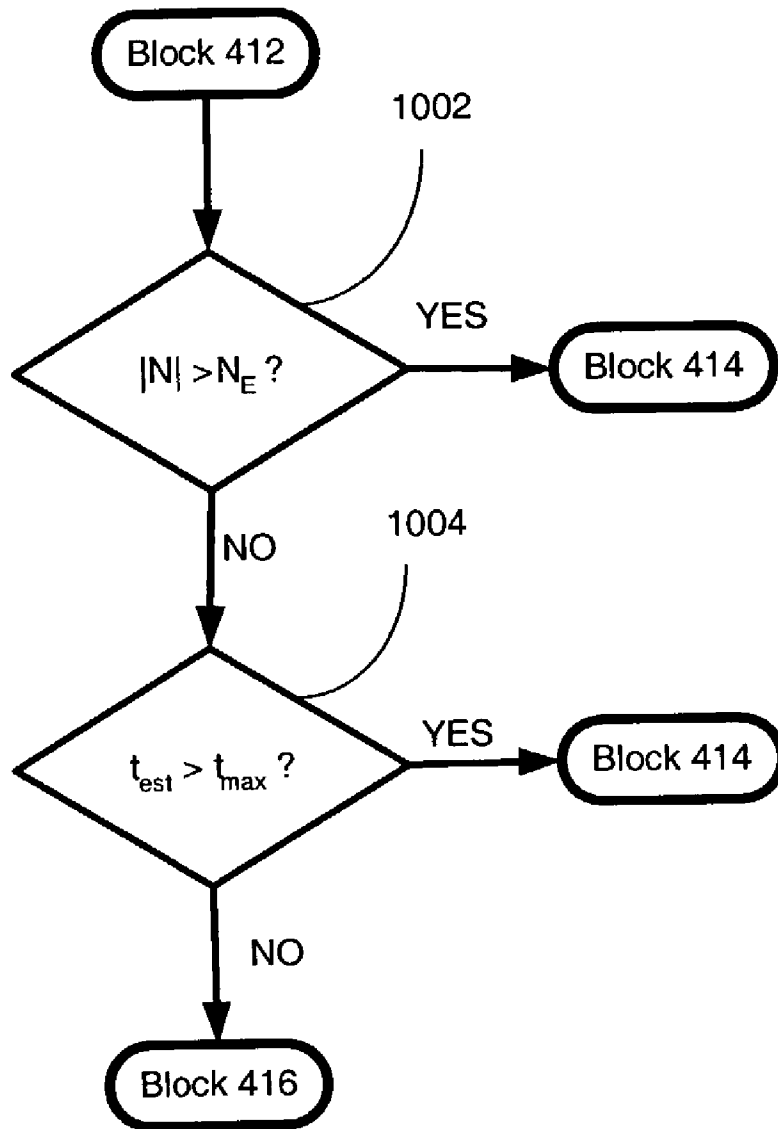 Block 412
1002
|N| > N_E ?
YES
Block 414
NO
1004
t_est > t_max ?
YES
Block 414
NO
Block 416